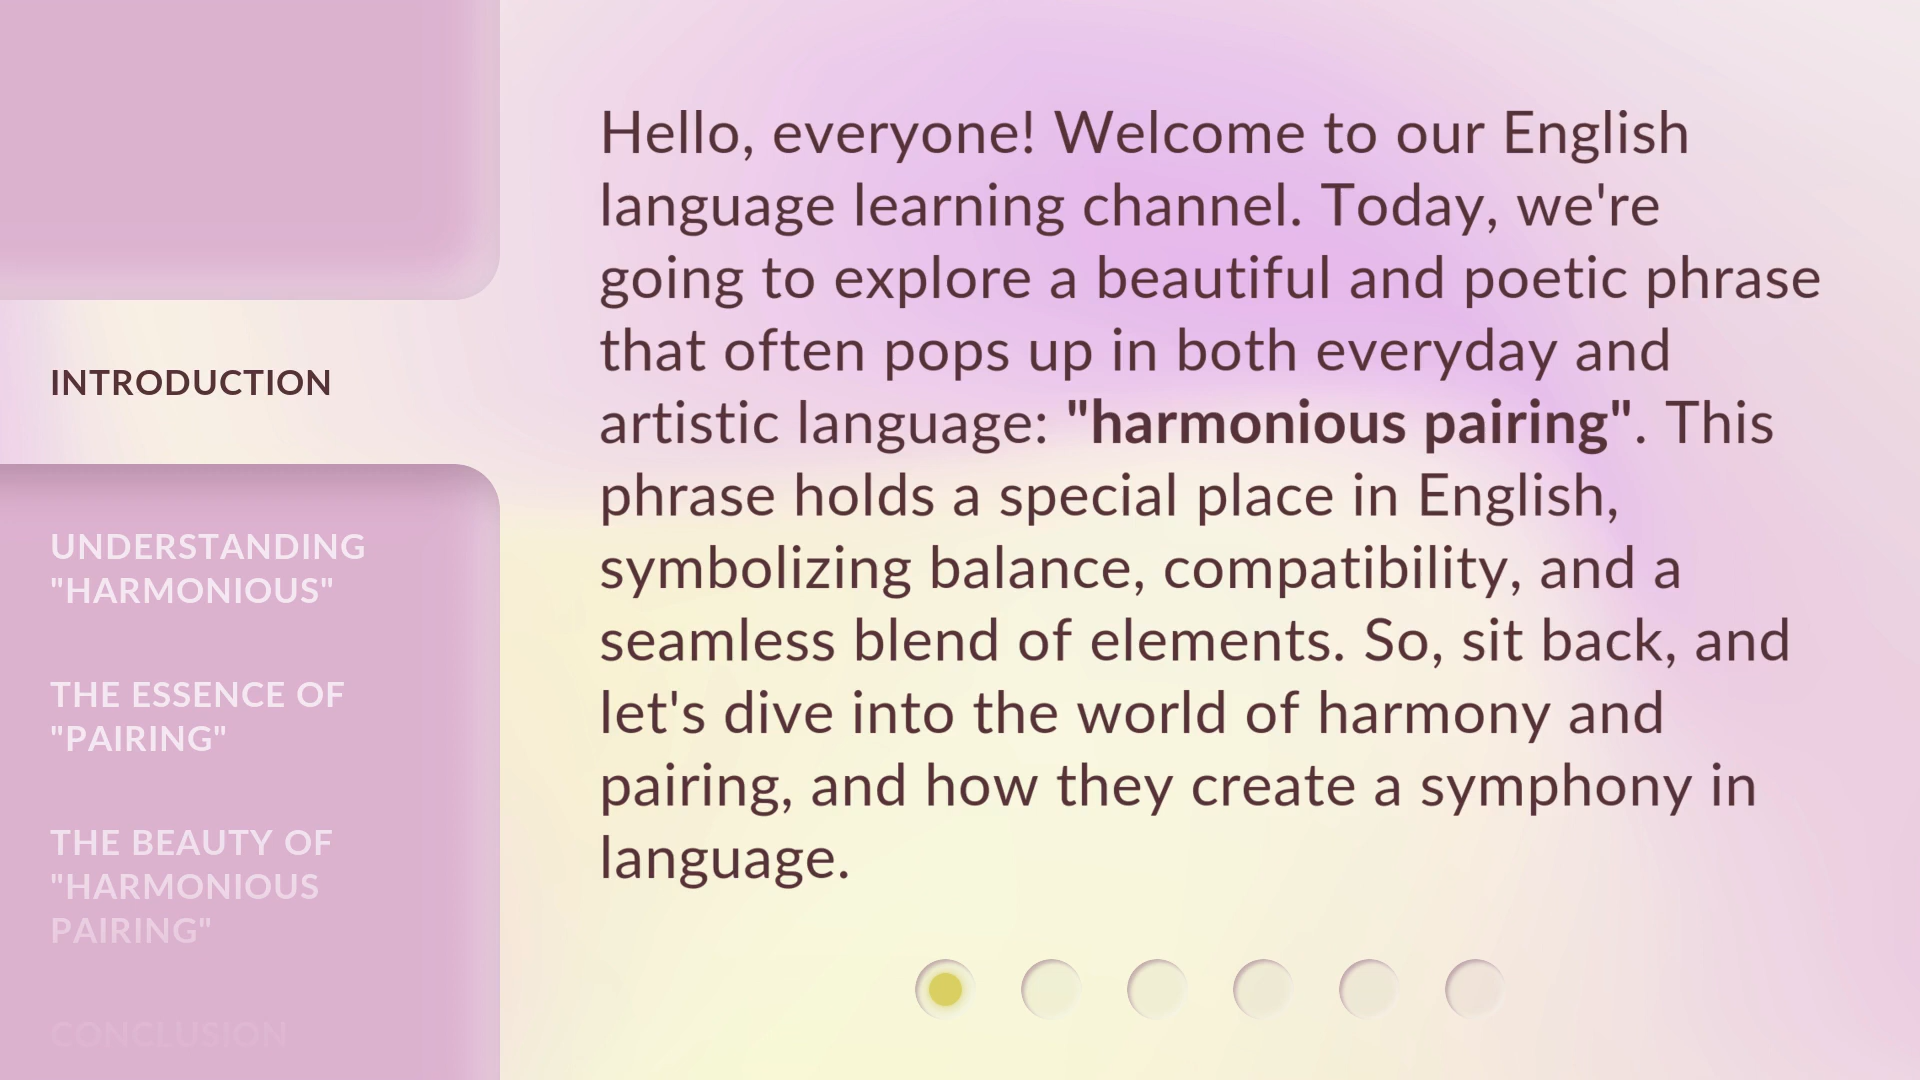 INTRODUCTION
UNDERSTANDING
"HARMONIOUS"
THE ESSENCE OF
"PAIRING"
THE BEAUTY OF
"HARMONIOUS
PAIRING"
CONCLUSION
Hello, everyone! Welcome to our English
language learning channel. Today, we're
going to explore a beautiful and poetic phrase
that often pops up in both everyday and
artistic language: "harmonious pairing". This
phrase holds a special place in English,
symbolizing balance, compatibility, and a
seamless blend of elements. So, sit back, and
let's dive into the world of harmony and
pairing, and how they create a symphony in
language.